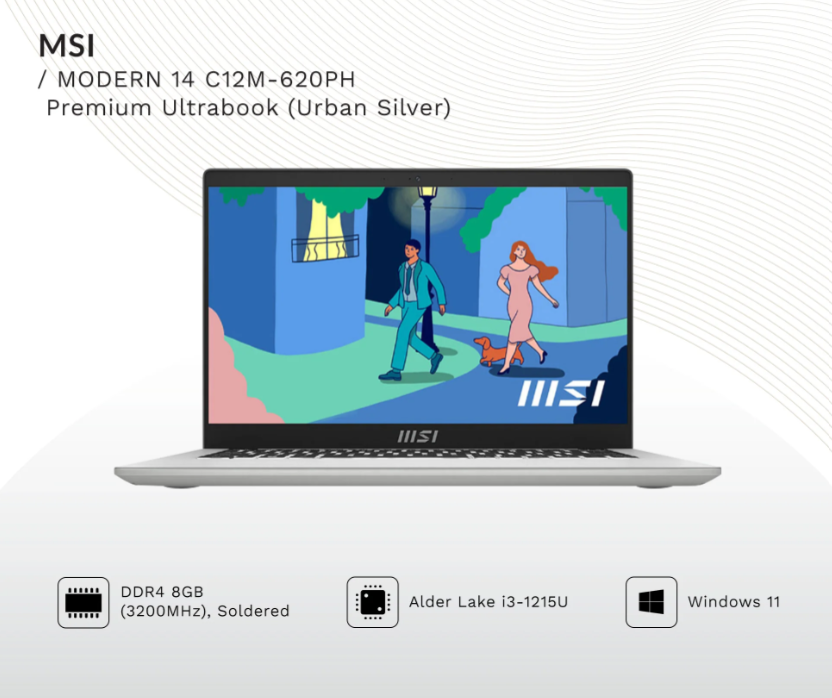 MSI
/ MODERN 14 C12M-620PH
Premium Ultrabook (Urban Silver)
msi
msi
DDR4 8GB
(3200MHz), Soldered
Alder Lake i3-1215U
Windows 11